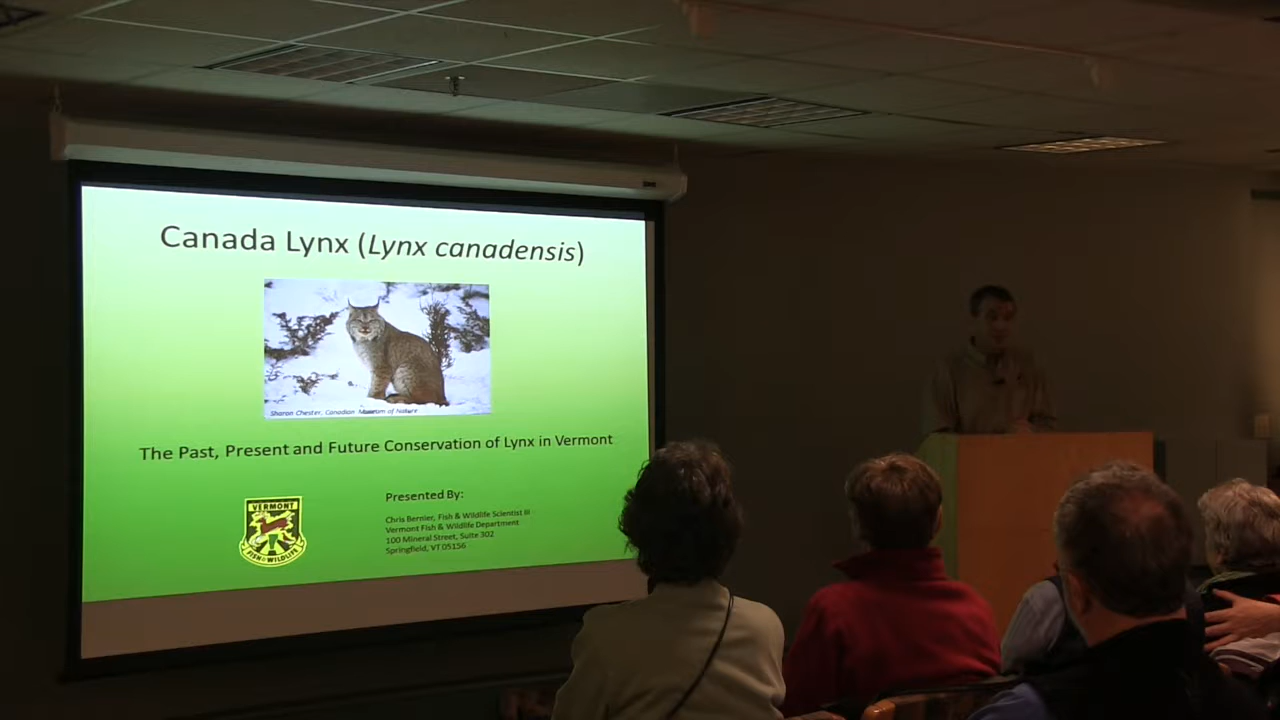 Canada Lynx (Lynx canadensis)
Sharon Chester, Canadian Museum of Nature
The Past, Present and Future Conservation of Lynx in Vermont
VERMONT
FISH & WILDLIFE
Presented By:
Chris Bernier, Fish & Wildlife Scientist III
Vermont Fish & Wildlife Department
100 Mineral Street, Suite 302
Springfield, VT 05156